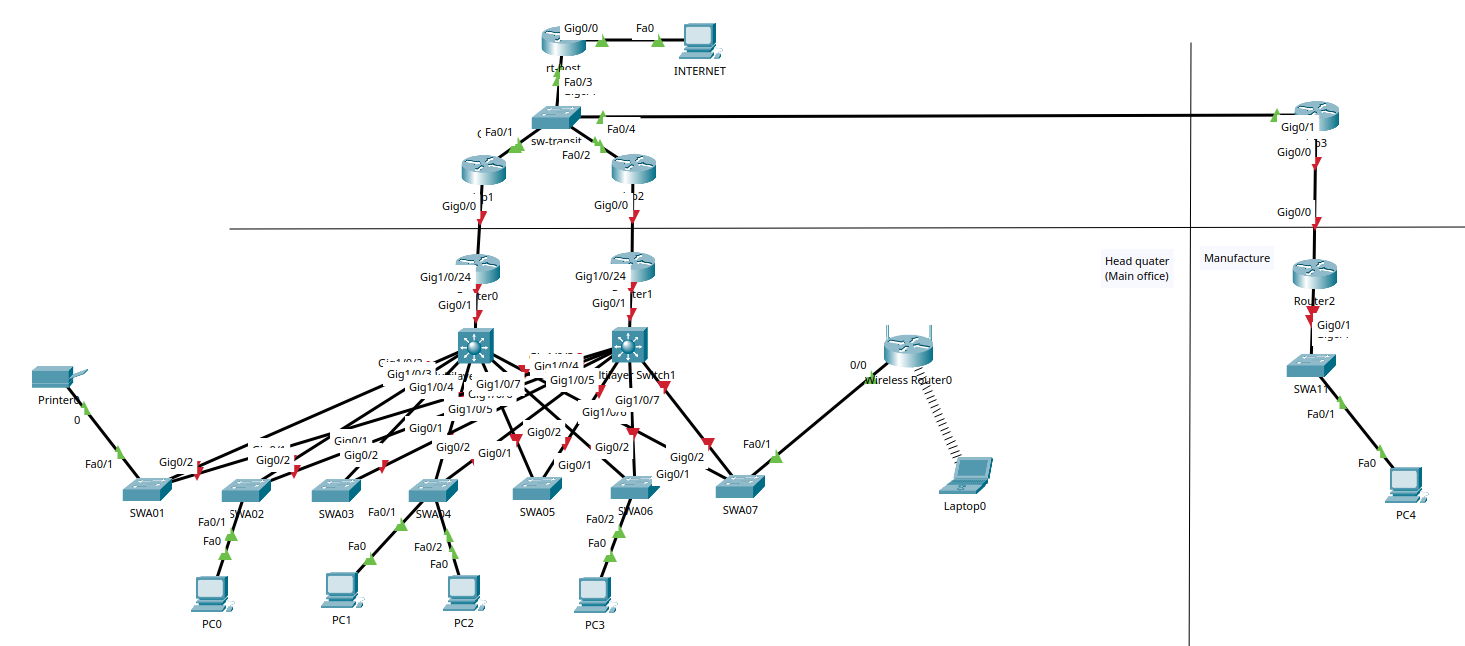 Gig0/0
Fa0
INTERNET
Fa0/3
Fa0/1
Fa0/4
sw-transit
Fa0/2
Gig0/1
Gig0/0
Gig0/0
Gig0/0
Gig0/0
Head quater
(Main office)
Manufacture
Gig1/0/24
Gig1/0/24
Gig0/1
Gig0/1
Router2
Gig0/1
0/0
Wireless Router0
Gig1/0/4
Gig1/0/3
Gig1/0/7
Gig1/0/5
Gig1/0/4
Gig1/0/7
Gig1/0/5
Gig1/0/6
Printer0
0
SWA11
Fa0/1
Gig0/1
Gig0/1
Gig0/2
Gig0/2
Gig0/2
Gig0/2
Gig0/1
Gig0/2
Gig0/2
Fa0/1
Fa0/1
Gig0/2
Gig0/1
Gig0/1
Fa0
SWA01
SWA02
SWA03
SWA04
SWA05
SWA06
SWA07
Laptop0
PC4
Fa0/1
Fa0/1
Fa0/2
Fa0
Fa0
Fa0/2
Fa0
Fa0
PC0
PC1
PC2
PC3